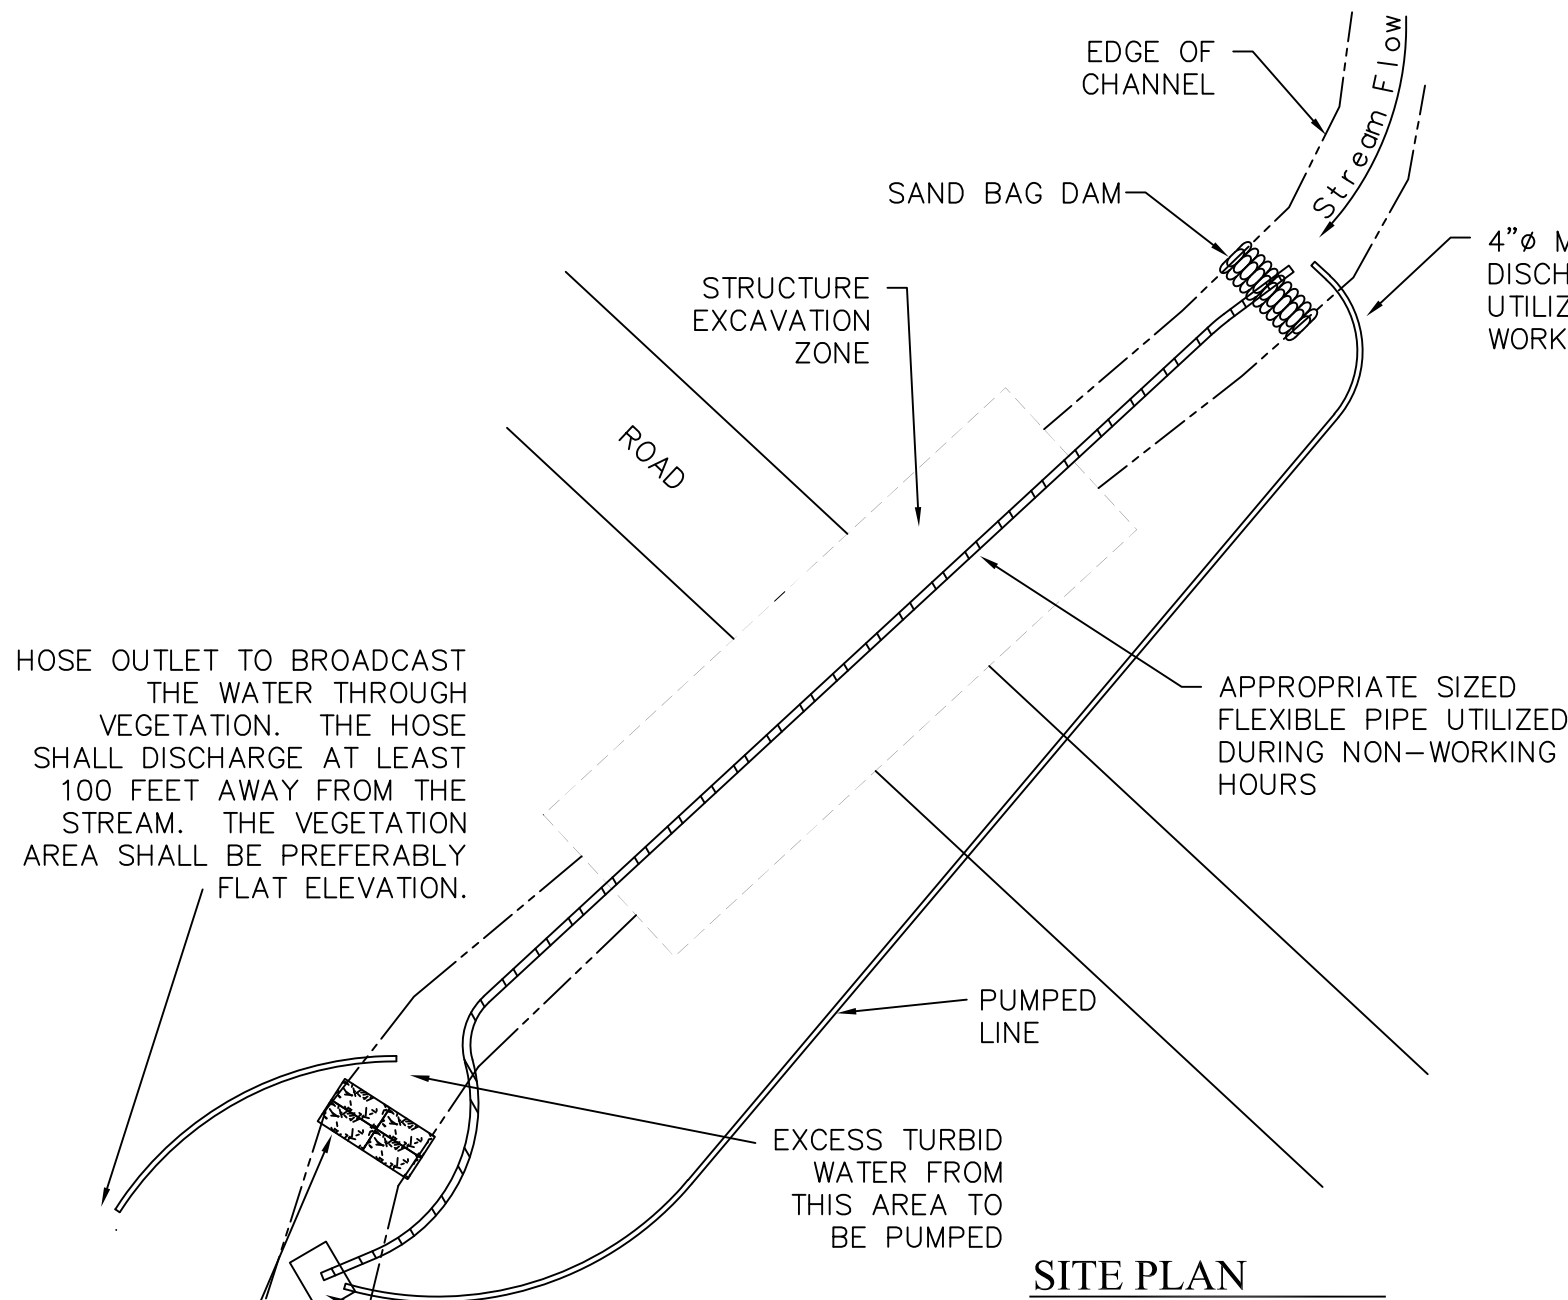 EDGE OF
CHANNEL
Stream Flow
SAND BAG DAM
4"ø
STRUCTURE
EXCAVATION
ZONE
ROAD
HOSE OUTLET TO BROADCAST
THE WATER THROUGH
VEGETATION. THE HOSE
SHALL DISCHARGE AT LEAST
100 FEET AWAY FROM THE
STREAM. THE VEGETATION
AREA SHALL BE PREFERABLY
FLAT ELEVATION.
APPROPRIATE SIZED
FLEXIBLE PIPE UTILIZED
DURING NON-WORKING
HOURS
PUMPED
LINE
EXCESS TURBID
WATER FROM
THIS AREA TO
BE PUMPED
SITE PLAN